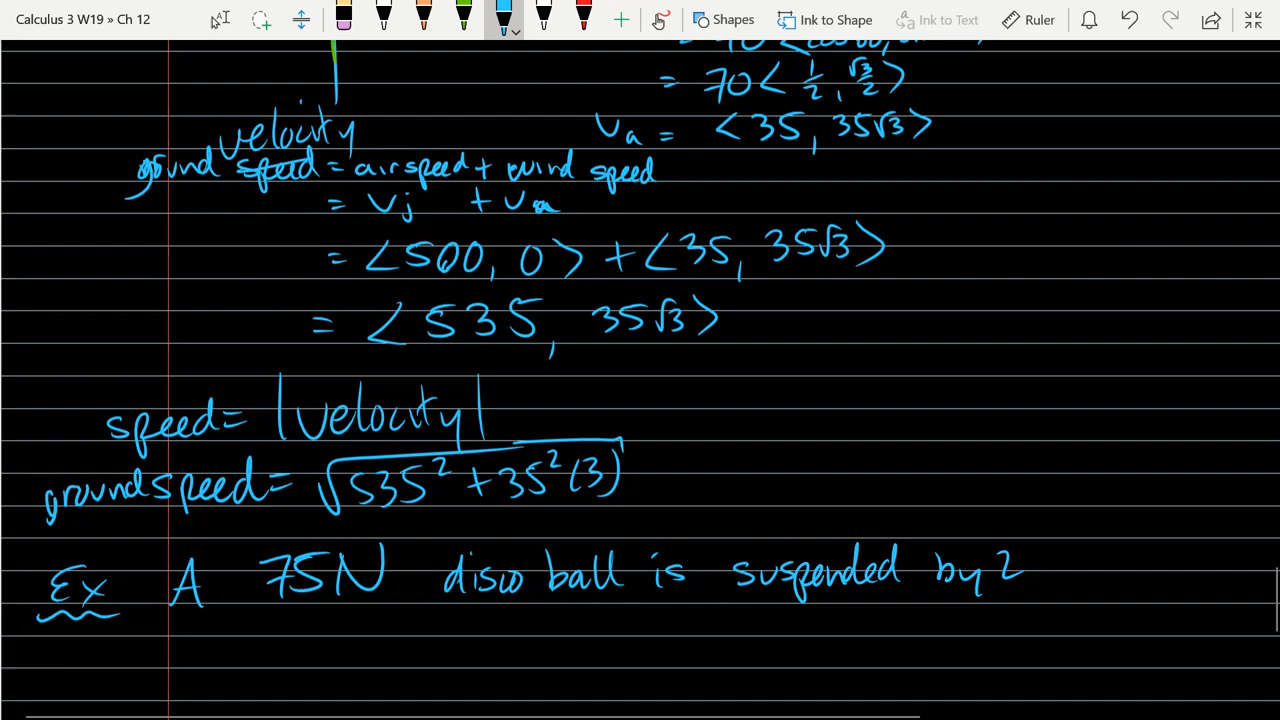 Calculus 3 W19 » Ch 12
Shapes
Ink to Shape
Ink to Text
Ruler
= 70 < 1/2, √3/2 >
Va = < 35, 35√3 >
velocity
ground speed = airspeed + wind speed
= Vj + Va
= < 500, 0 > + < 35, 35√3 >
= < 535, 35√3 >
speed = |velocity|
groundspeed = √535² + 35² (3)
Ex A 75N disco ball is suspended by 2